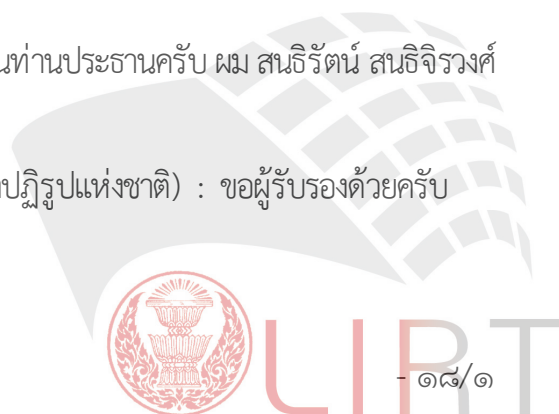 นท่านประธานครับ ผม สนธิรัตน์ สนธิจิรวงศ์
ปฏิรูปแห่งชาติ) : ขอผู้รับรองด้วยครับ
- ๑๘/๑
LIRT